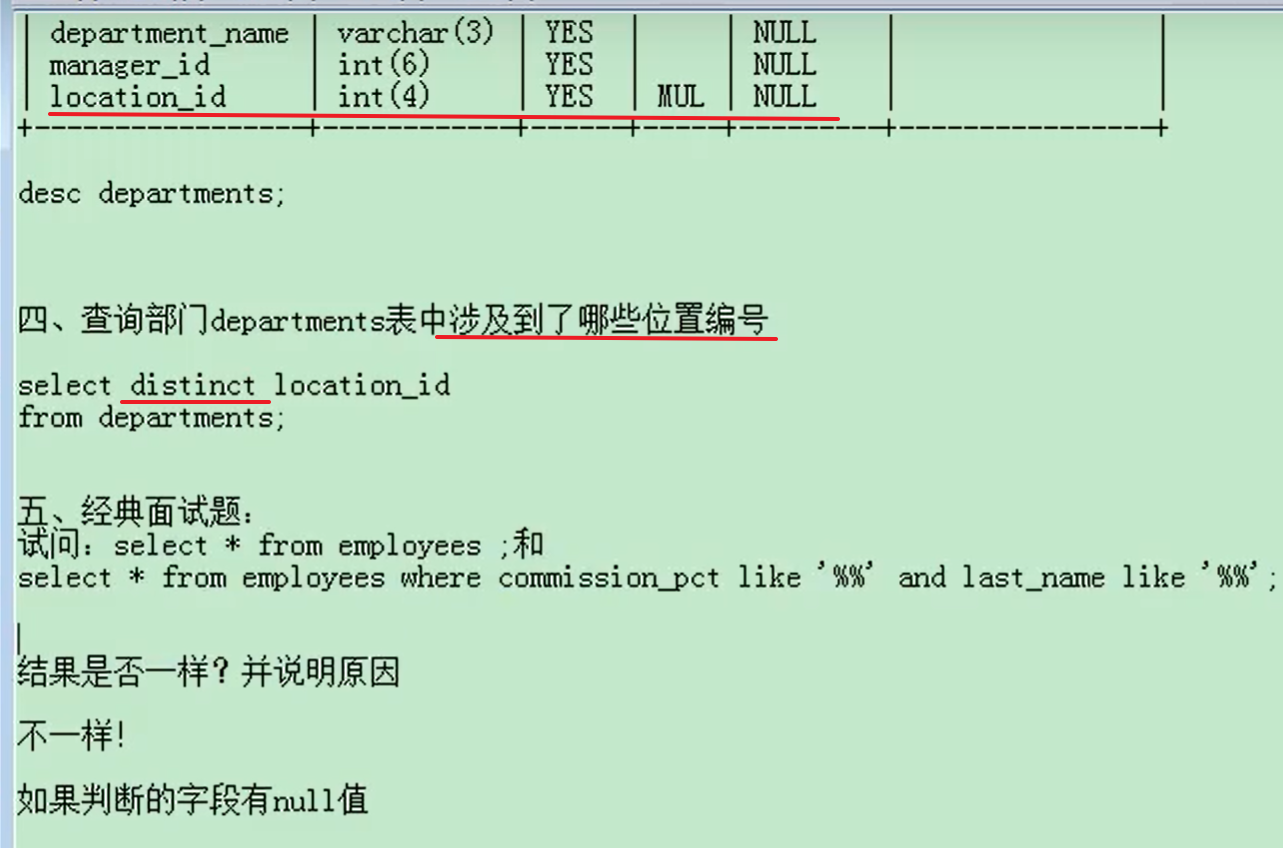 | department_name | varchar(3) | YES | | NULL | |
| manager_id | int(6) | YES | | NULL | |
| location_id | int(4) | YES | MUL | NULL | |
+-----------------+------------+------+-----+---------+----------------+
desc departments;
四、查询部门departments表中涉及到了哪些位置编号
select distinct location_id
from departments;
五、经典面试题：
试问：select * from employees ;和
select * from employees where commission_pct like '%%' and last_name like '%%';
结果是否一样？并说明原因
不一样！
如果判断的字段有null值